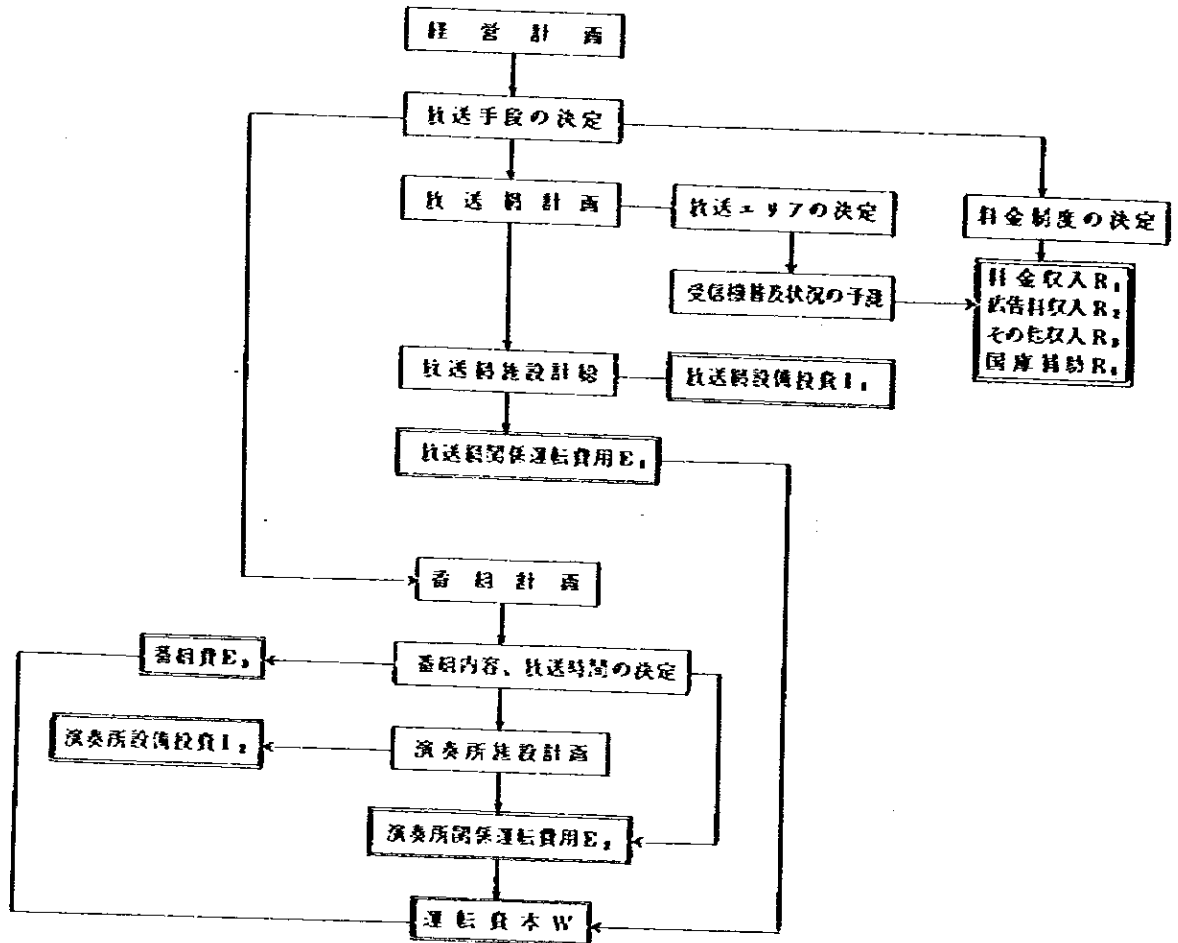 経営計画
放送手段の決定
放送網計画
放送エリアの決定
料金制度の決定
受信機普及状況の予測
料金収入R₁
広告料収入R₂
その他収入R₃
国庫補助R₄
放送網施設計絵
放送網設備投資I₁
放送網関係運転費用E₁
番組計画
番組費E₃
番組内容、放送時間の決定
演奏所設備投資I₂
演奏所施設計画
演奏所関係運転費用E₂
運転資本W